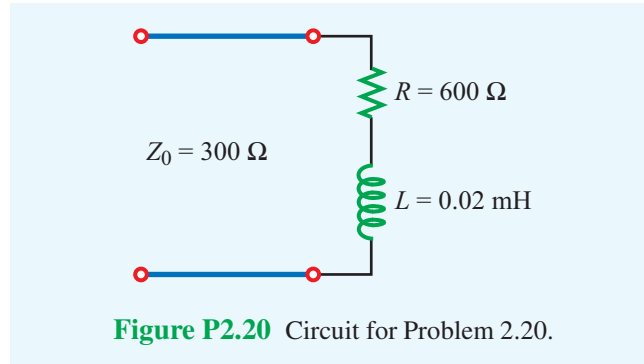 R = 600 Ω
Z₀ = 300 Ω
L = 0.02 mH
Figure P2.20 Circuit for Problem 2.20.